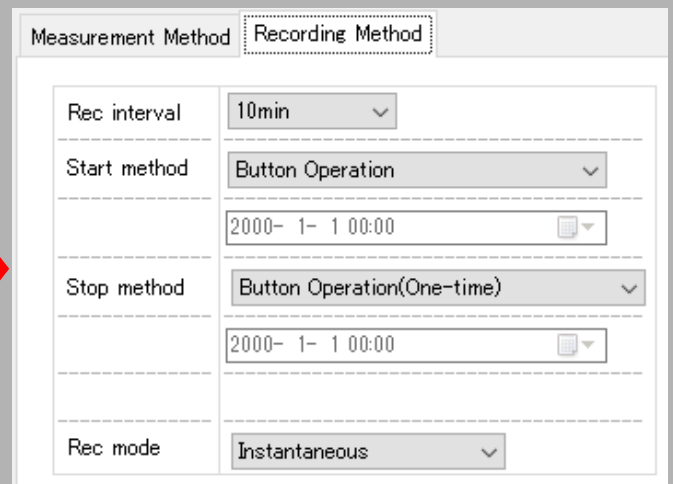 Measurement Method Recording Method
Rec interval 10min
Start method Button Operation
2000- 1- 1 00:00
Stop method Button Operation(One-time)
2000- 1- 1 00:00
Rec mode Instantaneous